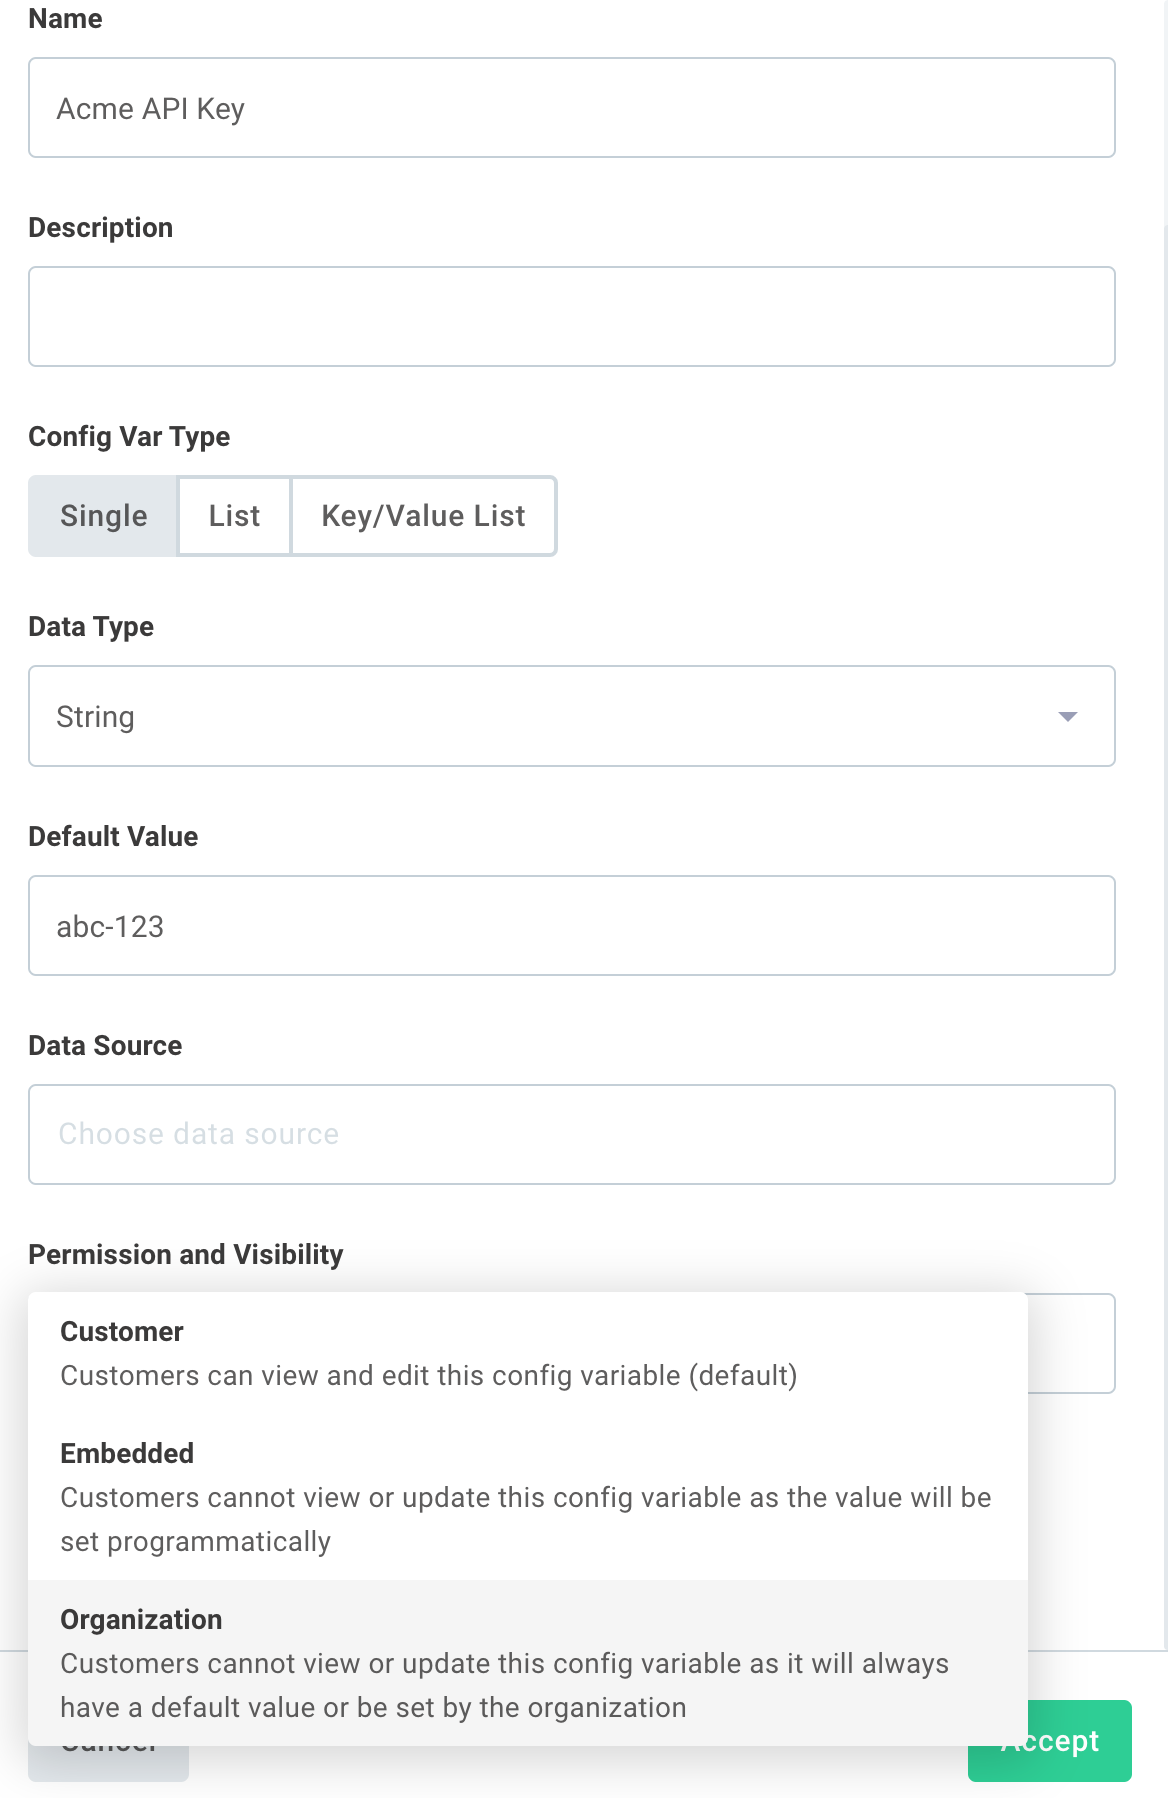 Name
Acme API Key
Description
Config Var Type
Single
List
Key/Value List
Data Type
String
Default Value
abc-123
Data Source
Choose data source
Permission and Visibility
Customer
Customers can view and edit this config variable (default)
Embedded
Customers cannot view or update this config variable as the value will be
set programmatically
Organization
Customers cannot view or update this config variable as it will always
have a default value or be set by the organization
Cancel
Accept